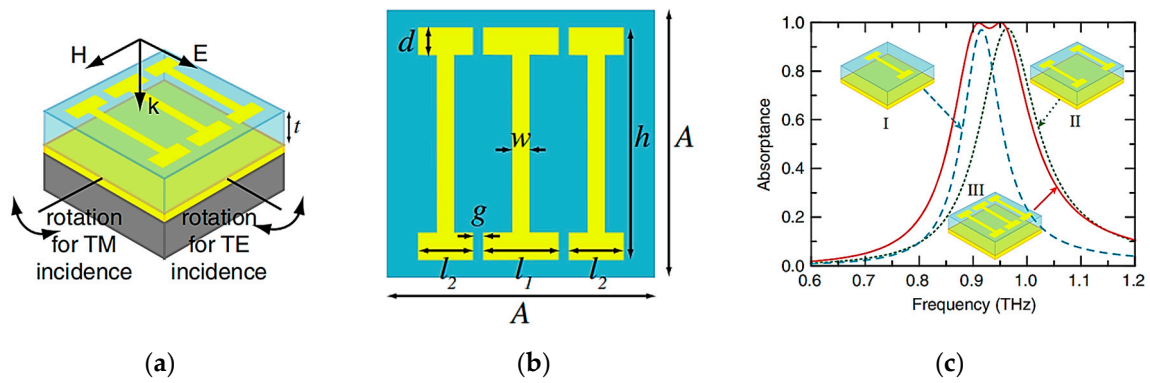 H
E
k
t
rotation
for TM
incidence
rotation
for TE
incidence
(a)
d
w
h
A
g
l2
l1
l2
A
(b)
Absorptance
1.0
0.8
0.6
0.4
0.2
0.0
I
II
III
0.6
0.7
0.8
0.9
1.0
1.1
1.2
Frequency (THz)
(c)